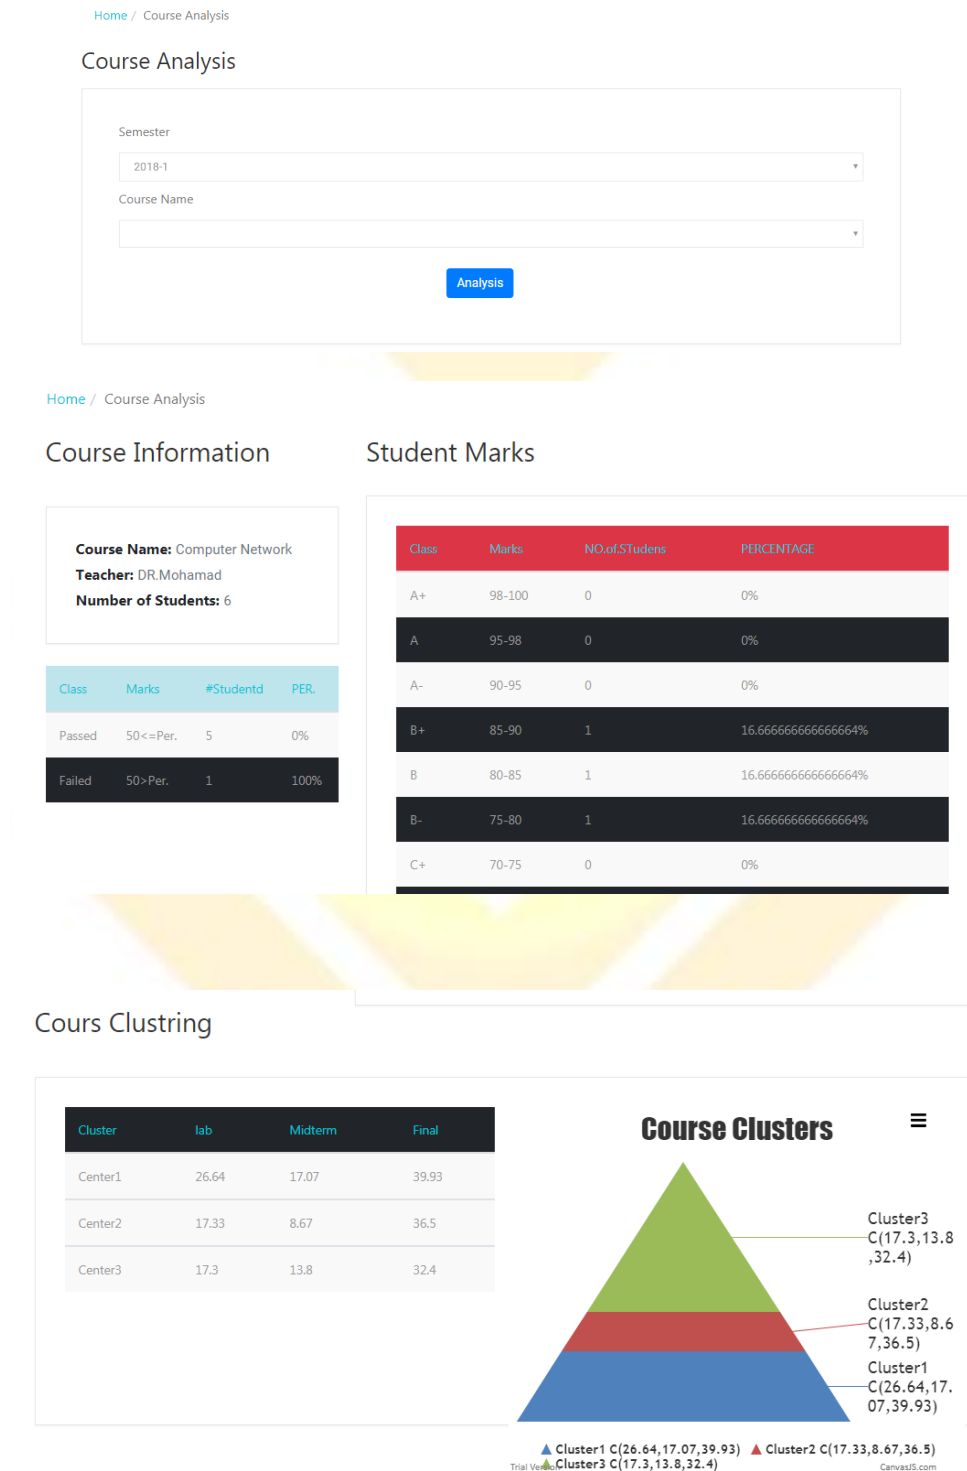 Home / Course Analysis
Course Analysis
Semester
2018-1
Course Name
Analysis
Home / Course Analysis
Course Information
Course Name: Computer Network
Teacher: DR.Mohamad
Number of Students: 6
Class Marks #Studentd PER.
Passed 50<=Per. 5 0%
Failed 50>Per. 1 100%
Student Marks
Class Marks NO.of.STudens PERCENTAGE
A+ 98-100 0 0%
A 95-98 0 0%
A- 90-95 0 0%
B+ 85-90 1 16.666666666666664%
B 80-85 1 16.666666666666664%
B- 75-80 1 16.666666666666664%
C+ 70-75 0 0%
Cours Clustring
Cluster lab Midterm Final
Center1 26.64 17.07 39.93
Center2 17.33 8.67 36.5
Center3 17.3 13.8 32.4
Course Clusters
Cluster3
C(17.3,13.8
,32.4)
Cluster2
C(17.33,8.6
7,36.5)
Cluster1
C(26.64,17.
07,39.93)
Cluster1 C(26.64,17.07,39.93) Cluster2 C(17.33,8.67,36.5)
Cluster3 C(17.3,13.8,32.4)
Trial Version
CanvasJS.com